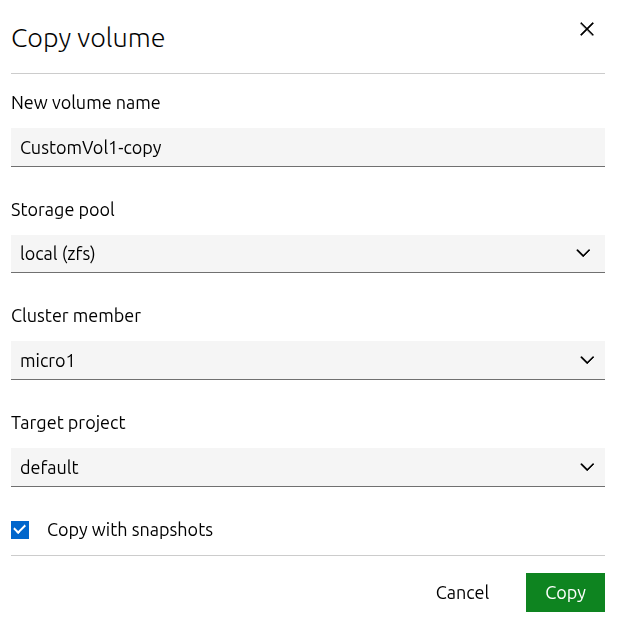 Copy volume
New volume name
CustomVol1-copy
Storage pool
local (zfs)
Cluster member
micro1
Target project
default
Copy with snapshots
Cancel
Copy